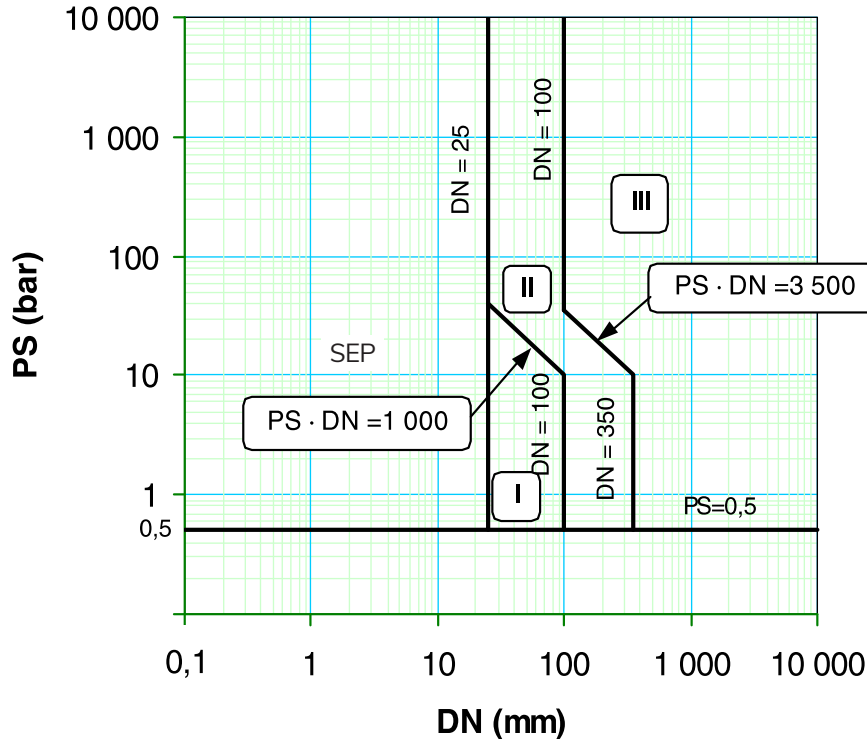 10 000
1 000
100
10
1
0,5
PS (bar)
DN = 25
DN = 100
III
II
PS · DN =3 500
SEP
PS · DN =1 000
DN = 100
DN = 350
I
PS=0,5
0,1
1
10
100
1 000
10 000
DN (mm)